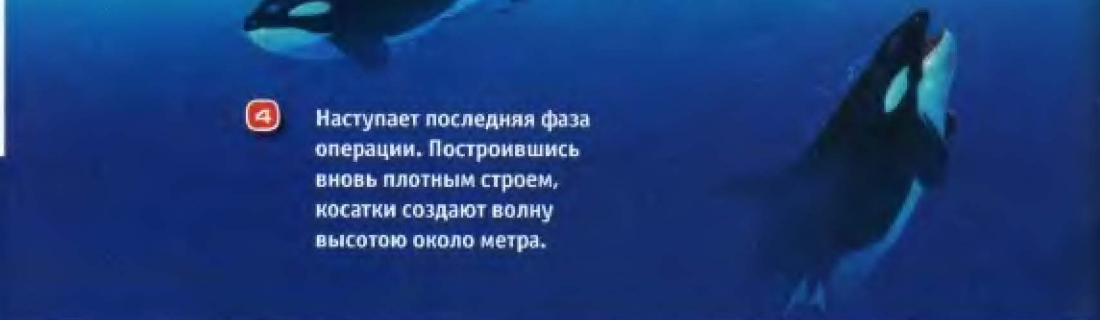 4
Наступает последняя фаза
операции. Построившись
вновь плотным строем,
косатки создают волну
высотою около метра.